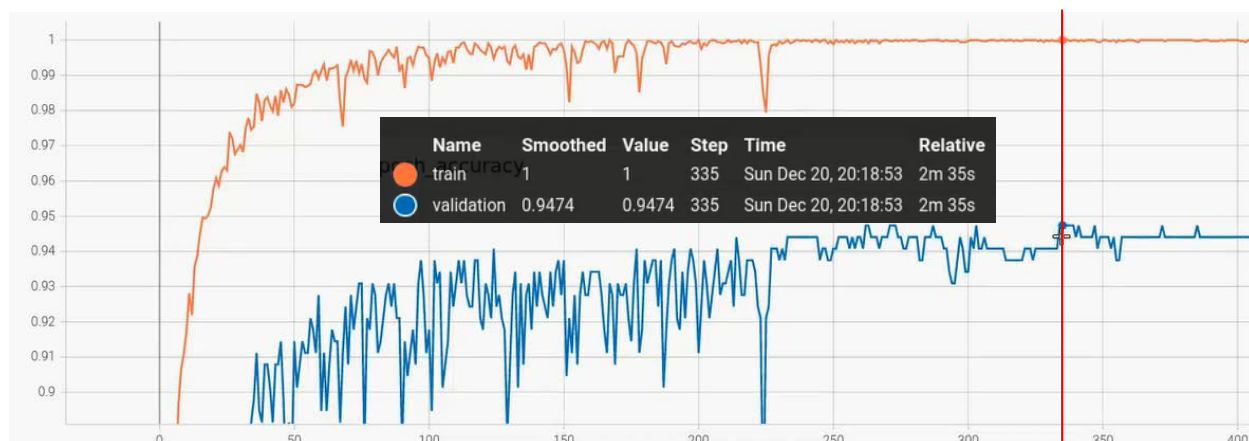 1
0.99
0.98
0.97
0.96
0.95
0.94
0.93
0.92
0.91
0.9
Name Smoothed Value Step Time Relative
epoch_accuracy
train 1 1 335 Sun Dec 20, 20:18:53 2m 35s
validation 0.9474 0.9474 335 Sun Dec 20, 20:18:53 2m 35s
0 50 100 150 200 250 300 350 400